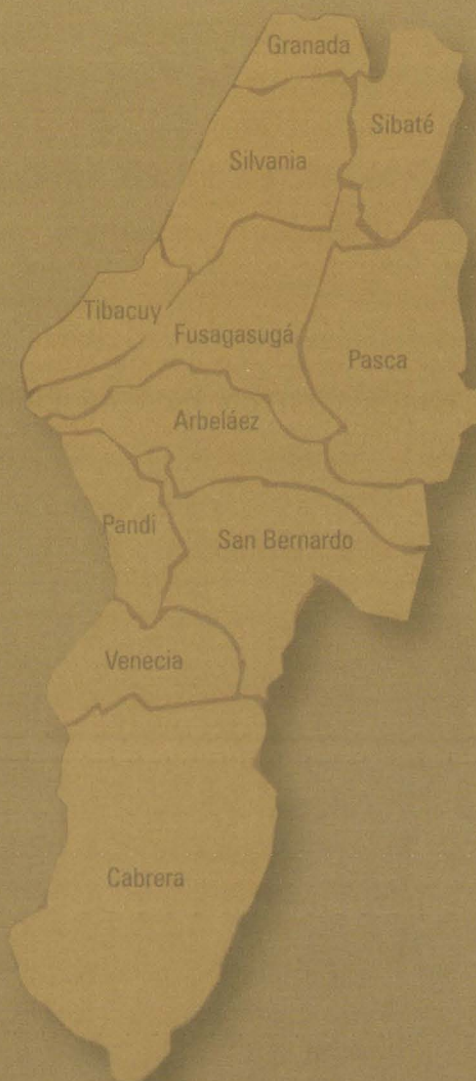 Granada
Sibaté
Silvania
Tibacuy
Fusagasugá
Pasca
Arbeláez
Pandi
San Bernardo
Venecia
Cabrera